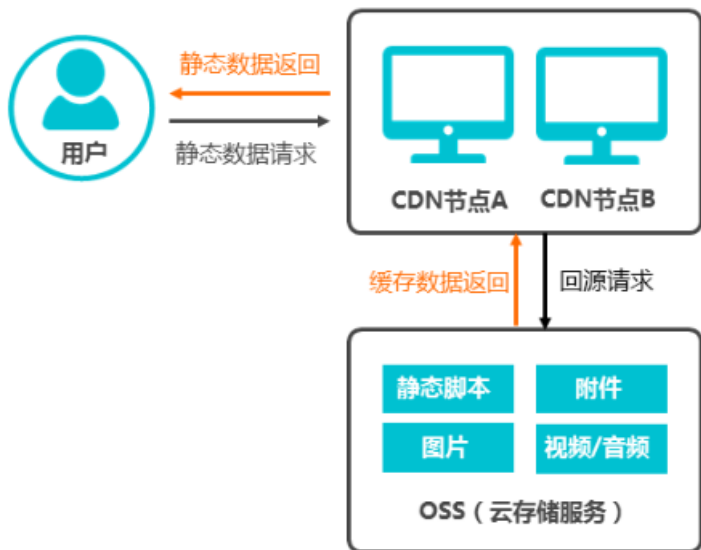 静态数据返回
用户
静态数据请求
CDN节点A
CDN节点B
缓存数据返回
回源请求
静态脚本
附件
图片
视频/音频
OSS（云存储服务）